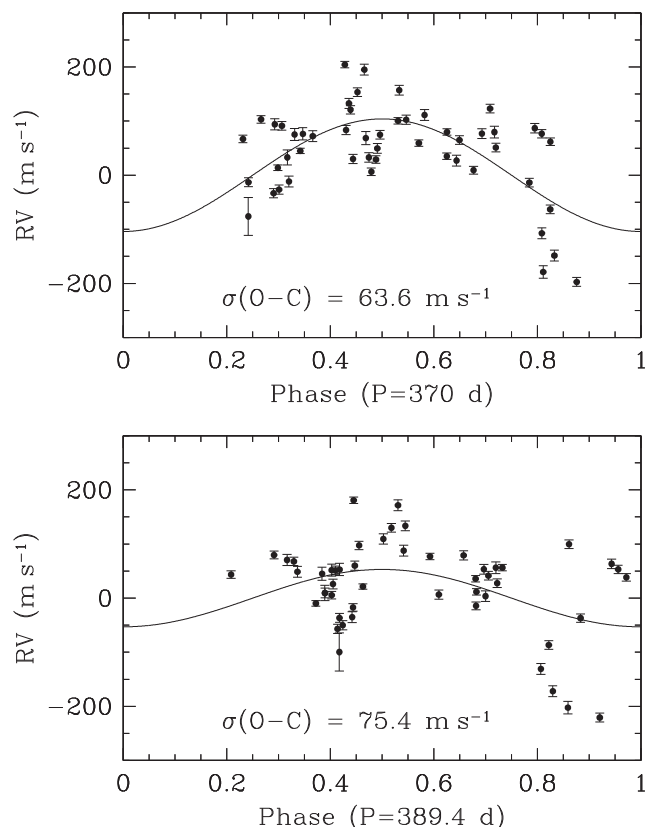 200
0
−200
RV (m s⁻¹)
σ(O−C) = 63.6 m s⁻¹
0 0.2 0.4 0.6 0.8 1
Phase (P=370 d)
200
0
−200
RV (m s⁻¹)
σ(O−C) = 75.4 m s⁻¹
0 0.2 0.4 0.6 0.8 1
Phase (P=389.4 d)